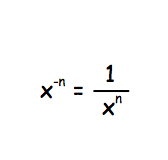 x⁻ⁿ = 1/xⁿ